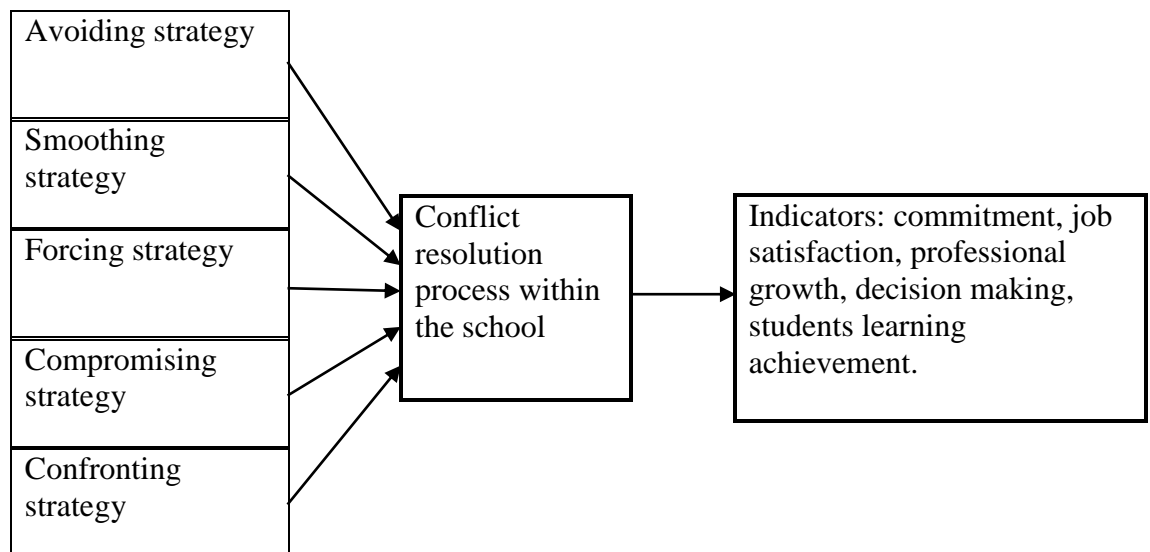 Avoiding strategy
Smoothing
strategy
Forcing strategy
Compromising
strategy
Confronting
strategy
Conflict
resolution
process within
the school
Indicators: commitment, job
satisfaction, professional
growth, decision making,
students learning
achievement.